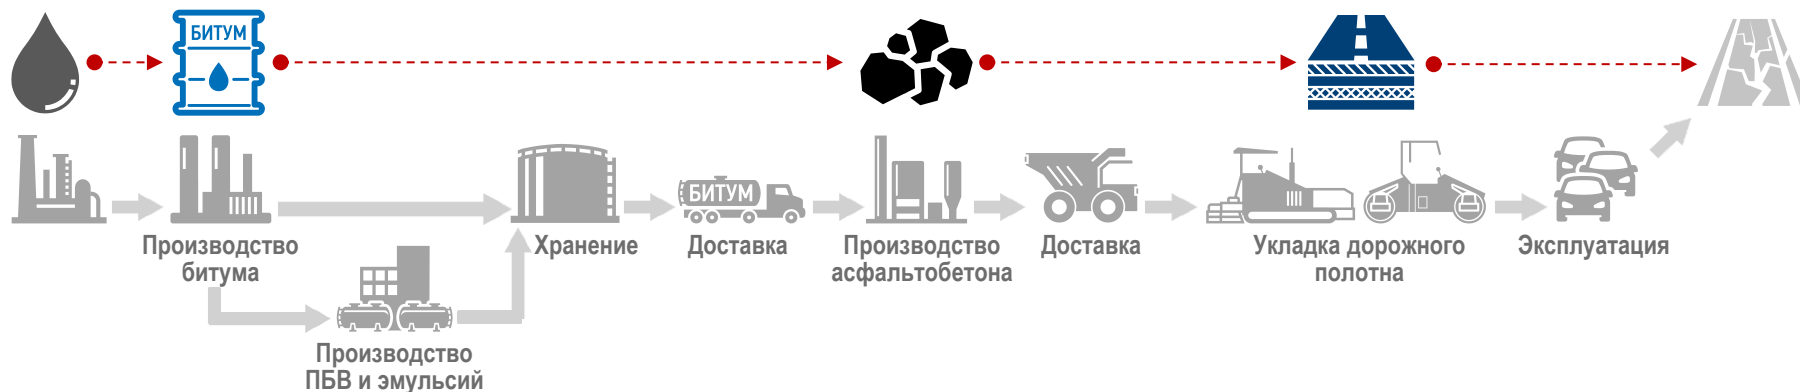 БИТУМ
БИТУМ
Производство
битума
Хранение
Доставка
Производство
асфальтобетона
Доставка
Укладка дорожного
полотна
Эксплуатация
Производство
ПБВ и эмульсий